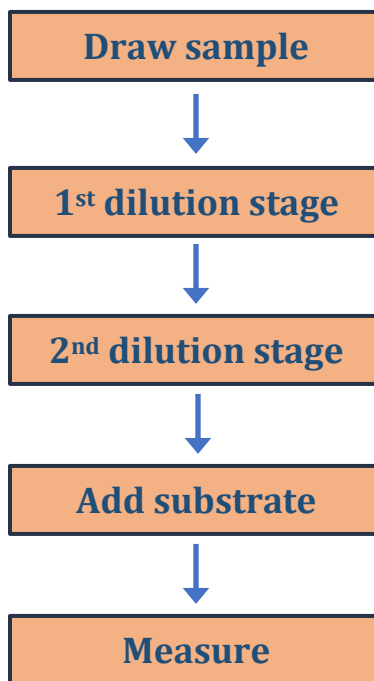 Draw sample
1st dilution stage
2nd dilution stage
Add substrate
Measure